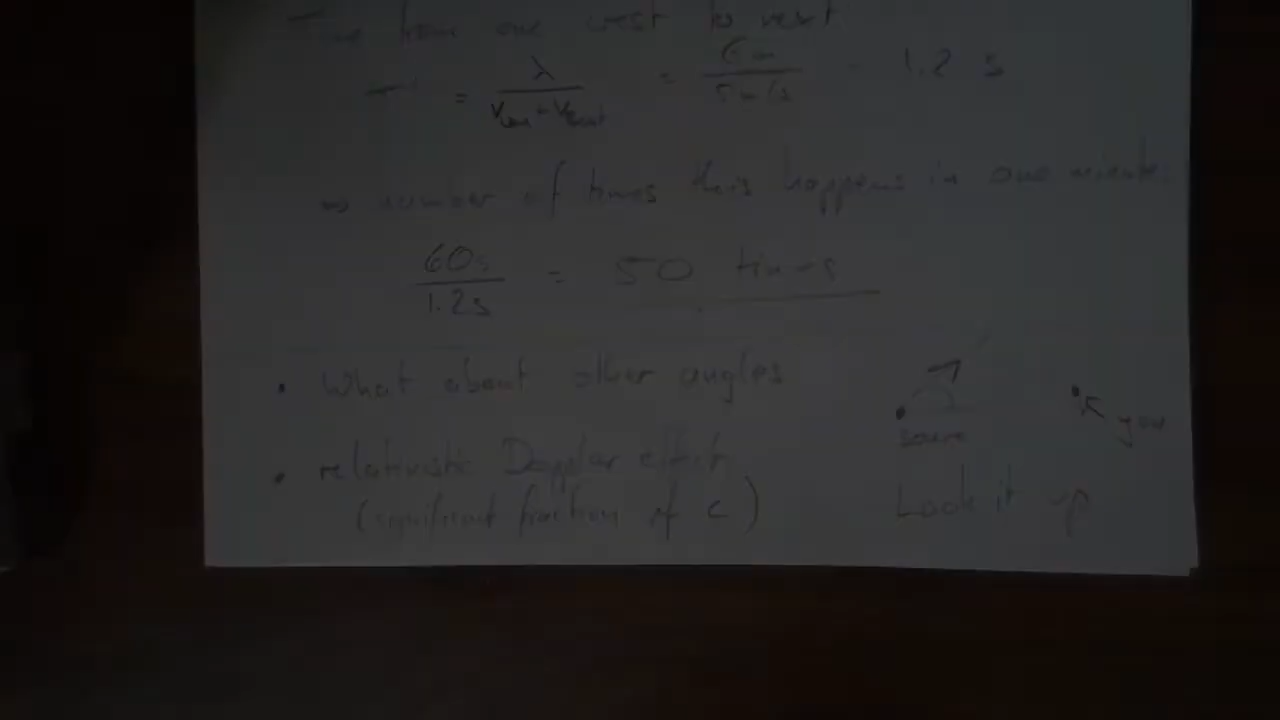 Time from one crest to next
T' = λ / (v_wave + v_boat) = 6m / 5m/s = 1.2 s
⇒ number of times this happens in one minute:
60s / 1.2s = 50 times
• What about other angles
source you
• relativistic Doppler effect
(significant fraction of c) Look it up